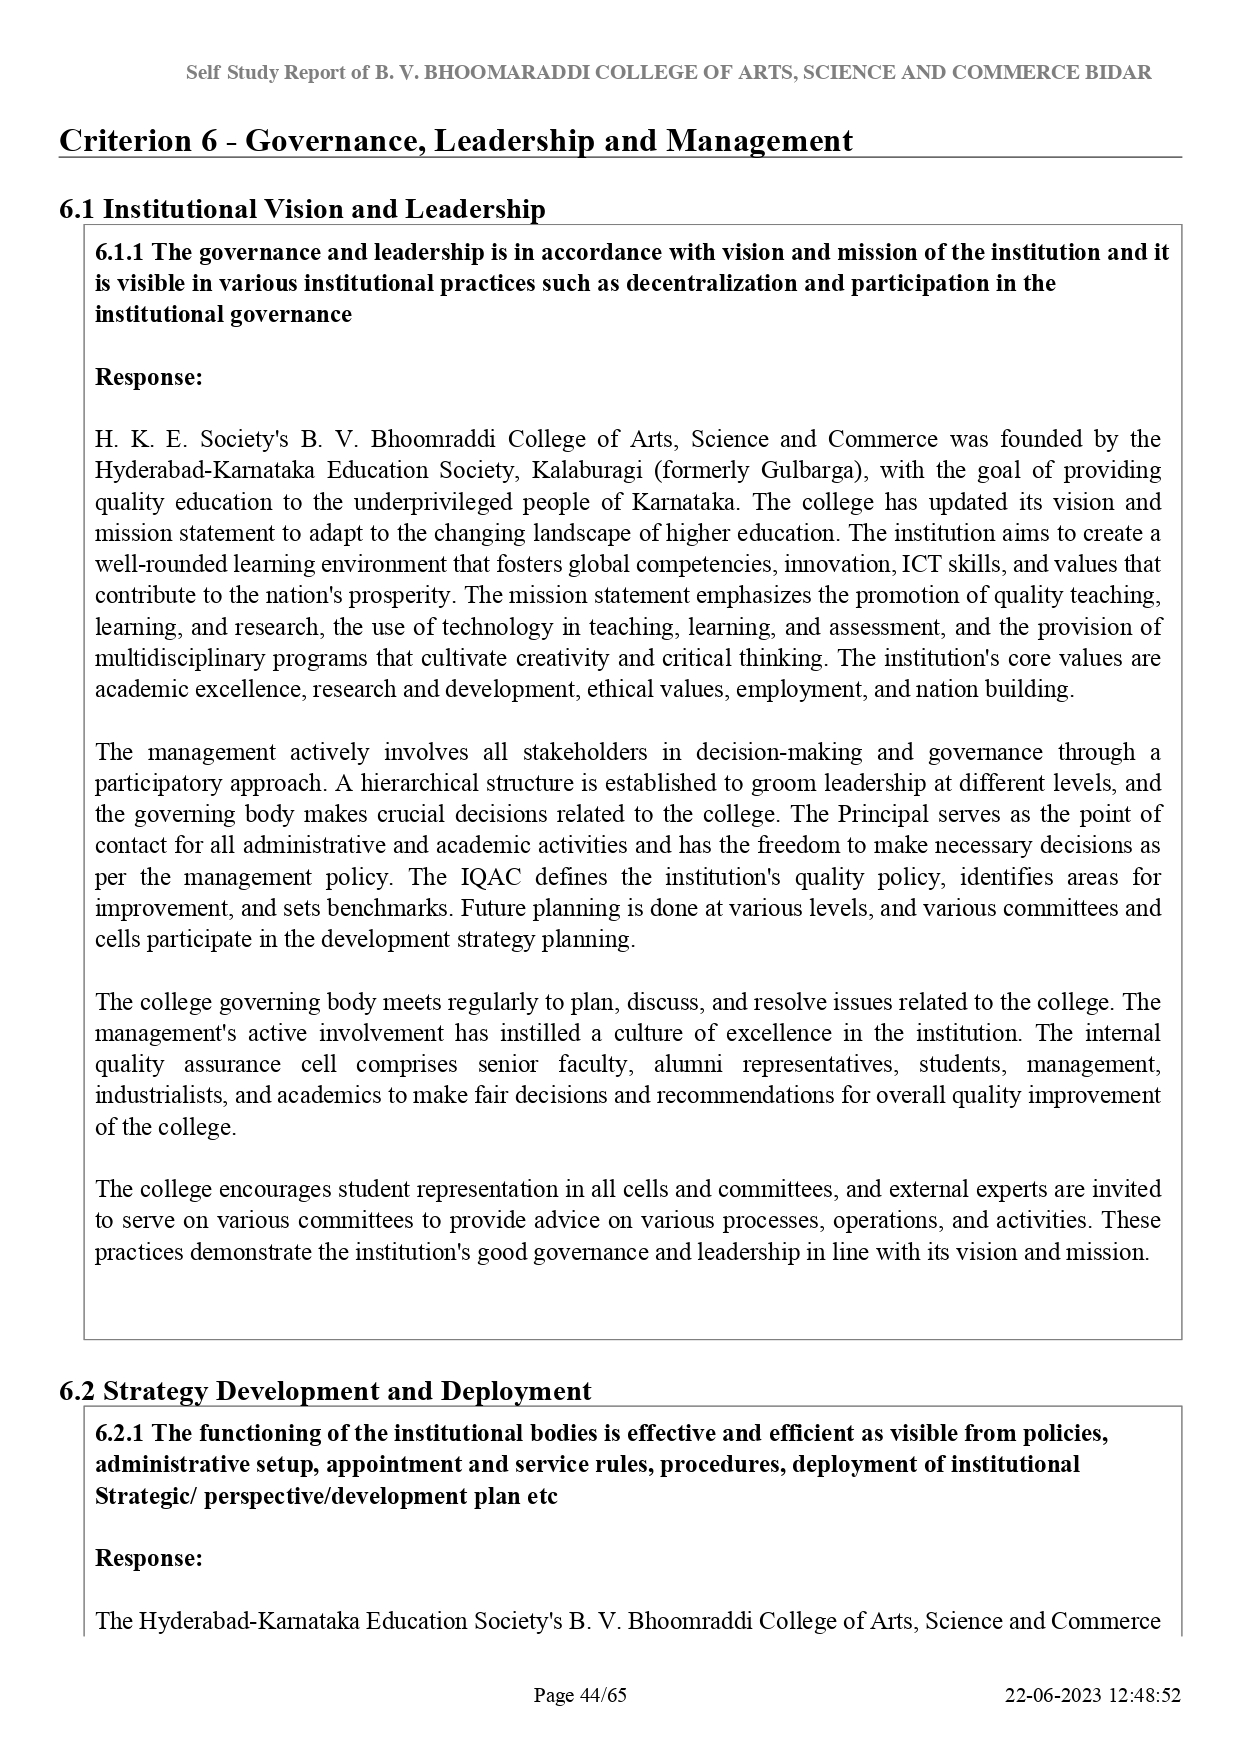 Self Study Report of B. V. BHOOMARADDI COLLEGE OF ARTS, SCIENCE AND COMMERCE BIDAR
Criterion 6 - Governance, Leadership and Management
6.1 Institutional Vision and Leadership
6.1.1 The governance and leadership is in accordance with vision and mission of the institution and it
is visible in various institutional practices such as decentralization and participation in the
institutional governance
Response:
H. K. E. Society's B. V. Bhoomraddi College of Arts, Science and Commerce was founded by the
Hyderabad-Karnataka Education Society, Kalaburagi (formerly Gulbarga), with the goal of providing
quality education to the underprivileged people of Karnataka. The college has updated its vision and
mission statement to adapt to the changing landscape of higher education. The institution aims to create a
well-rounded learning environment that fosters global competencies, innovation, ICT skills, and values that
contribute to the nation's prosperity. The mission statement emphasizes the promotion of quality teaching,
learning, and research, the use of technology in teaching, learning, and assessment, and the provision of
multidisciplinary programs that cultivate creativity and critical thinking. The institution's core values are
academic excellence, research and development, ethical values, employment, and nation building.
The management actively involves all stakeholders in decision-making and governance through a
participatory approach. A hierarchical structure is established to groom leadership at different levels, and
the governing body makes crucial decisions related to the college. The Principal serves as the point of
contact for all administrative and academic activities and has the freedom to make necessary decisions as
per the management policy. The IQAC defines the institution's quality policy, identifies areas for
improvement, and sets benchmarks. Future planning is done at various levels, and various committees and
cells participate in the development strategy planning.
The college governing body meets regularly to plan, discuss, and resolve issues related to the college. The
management's active involvement has instilled a culture of excellence in the institution. The internal
quality assurance cell comprises senior faculty, alumni representatives, students, management,
industrialists, and academics to make fair decisions and recommendations for overall quality improvement
of the college.
The college encourages student representation in all cells and committees, and external experts are invited
to serve on various committees to provide advice on various processes, operations, and activities. These
practices demonstrate the institution's good governance and leadership in line with its vision and mission.
6.2 Strategy Development and Deployment
6.2.1 The functioning of the institutional bodies is effective and efficient as visible from policies,
administrative setup, appointment and service rules, procedures, deployment of institutional
Strategic/ perspective/development plan etc
Response:
The Hyderabad-Karnataka Education Society's B. V. Bhoomraddi College of Arts, Science and Commerce
Page 44/65
22-06-2023 12:48:52